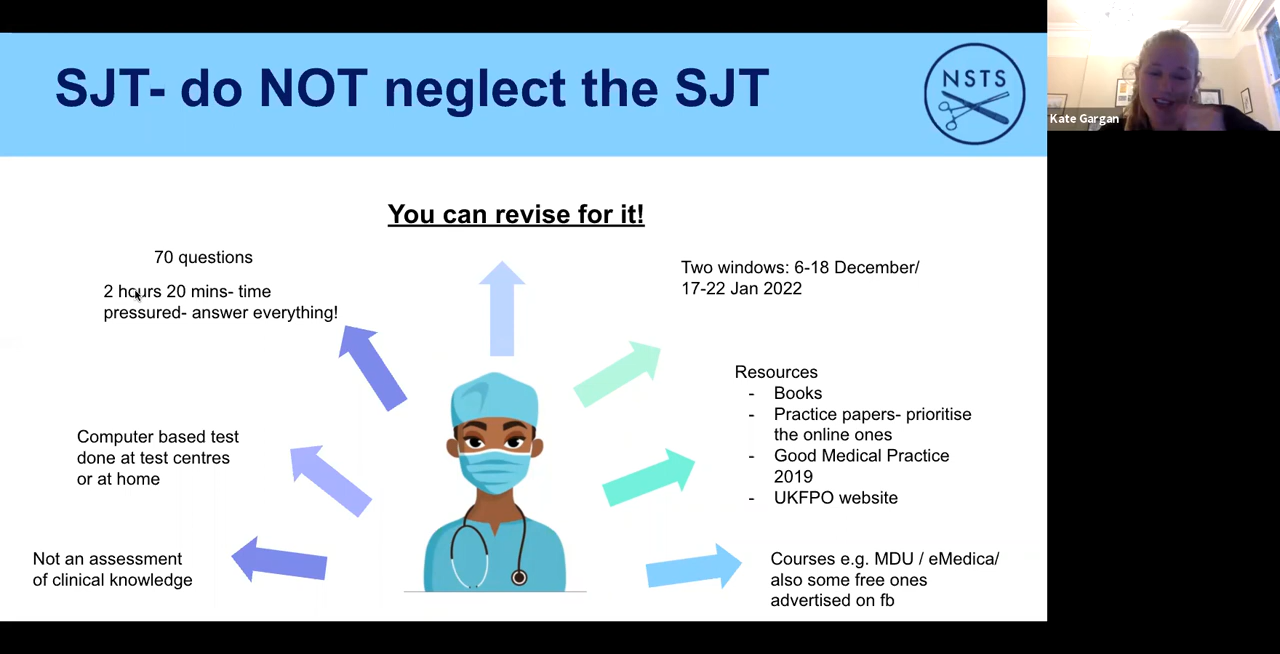 SJT- do NOT neglect the SJT
NSTS
Kate Gargan
You can revise for it!
70 questions
2 hours 20 mins- time
pressured- answer everything!
Two windows: 6-18 December/
17-22 Jan 2022
Computer based test
done at test centres
or at home
Resources
- Books
- Practice papers- prioritise
the online ones
- Good Medical Practice
2019
- UKFPO website
Not an assessment
of clinical knowledge
Courses e.g. MDU / eMedica/
also some free ones
advertised on fb